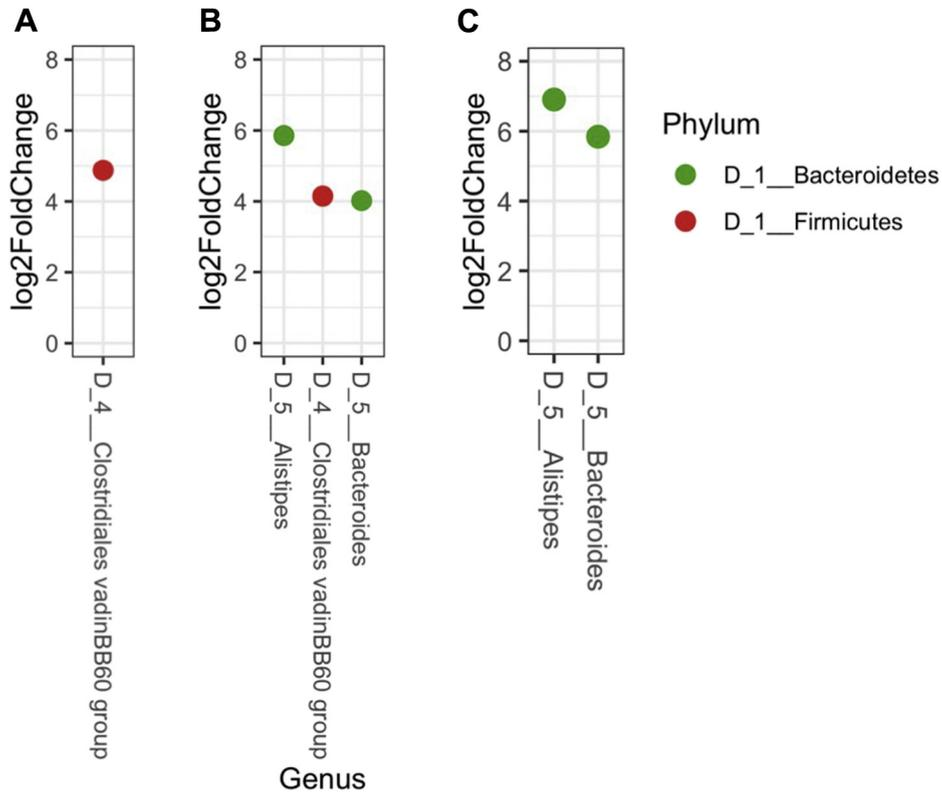 A
B
C
log2FoldChange
8
6
4
2
0
D_4__Clostridiales vadinBB60 group
log2FoldChange
8
6
4
2
0
D_5__Alistipes
D_4__Clostridiales vadinBB60 group
D_5__Bacteroides
Genus
log2FoldChange
8
6
4
2
0
D_5__Alistipes
D_5__Bacteroides
Phylum
D_1__Bacteroidetes
D_1__Firmicutes